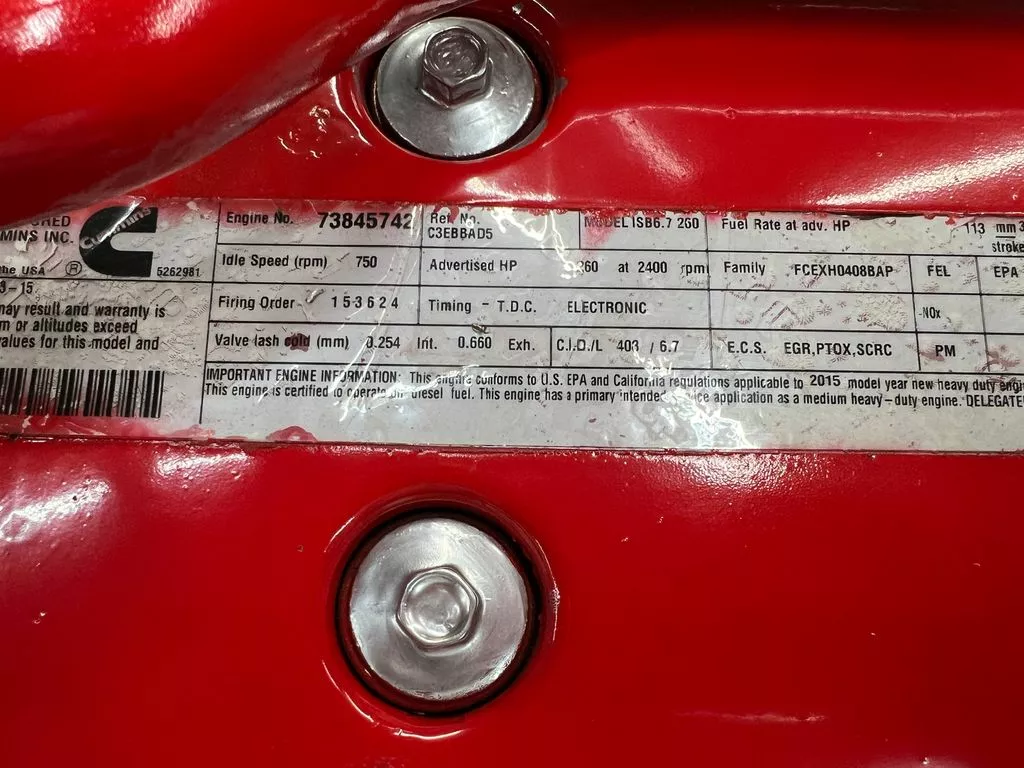 URED
MINS INC.
cummins
he USA ® 5262981
3-15
may result and warranty is
m or altitudes exceed
values for this model and
Engine No. 73845742
Ref. No.
C3EBBAD5
MODEL ISB6.7 260
Fuel Rate at adv. HP 113 mm3
stroke
Idle Speed (rpm) 750
Advertised HP 260 at 2400 rpm
Family FCEXH0408BAP
FEL EPA
Firing Order 153624
Timing - T.D.C. ELECTRONIC
NOx
Valve lash cold (mm) 0.254 Int. 0.660 Exh.
C.I.D./L 403 / 6.7
E.C.S. EGR,PTOX,SCRC
PM
IMPORTANT ENGINE INFORMATION: This engine conforms to U.S. EPA and California regulations applicable to 2015 model year new heavy duty engin
This engine is certified to operate on diesel fuel. This engine has a primary intended service application as a medium heavy-duty engine. DELEGATE